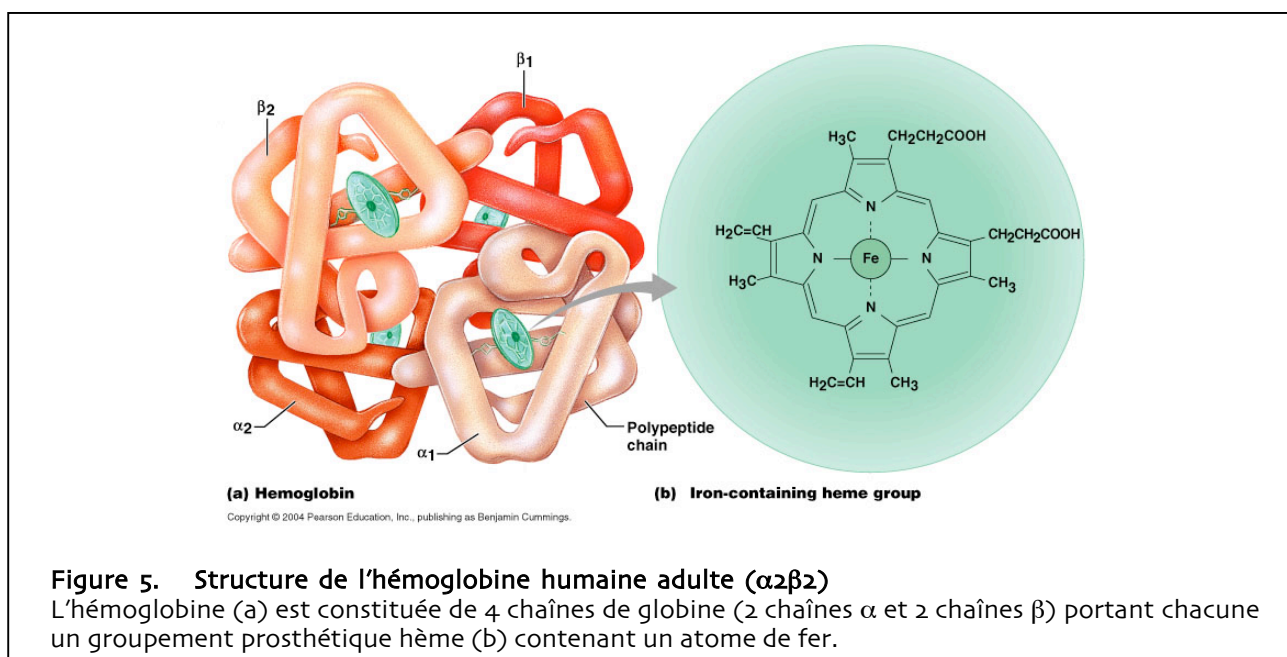 β1
β2
H3C
CH2CH2COOH
N
H2C=CH
CH2CH2COOH
N
Fe
N
H3C
CH3
N
H2C=CH
CH3
α2
α1
Polypeptide
chain
(a) Hemoglobin
(b) Iron-containing heme group
Copyright © 2004 Pearson Education, Inc., publishing as Benjamin Cummings.
Figure 5. Structure de l'hémoglobine humaine adulte (α2β2)
L'hémoglobine (a) est constituée de 4 chaînes de globine (2 chaînes α et 2 chaînes β) portant chacune
un groupement prosthétique hème (b) contenant un atome de fer.